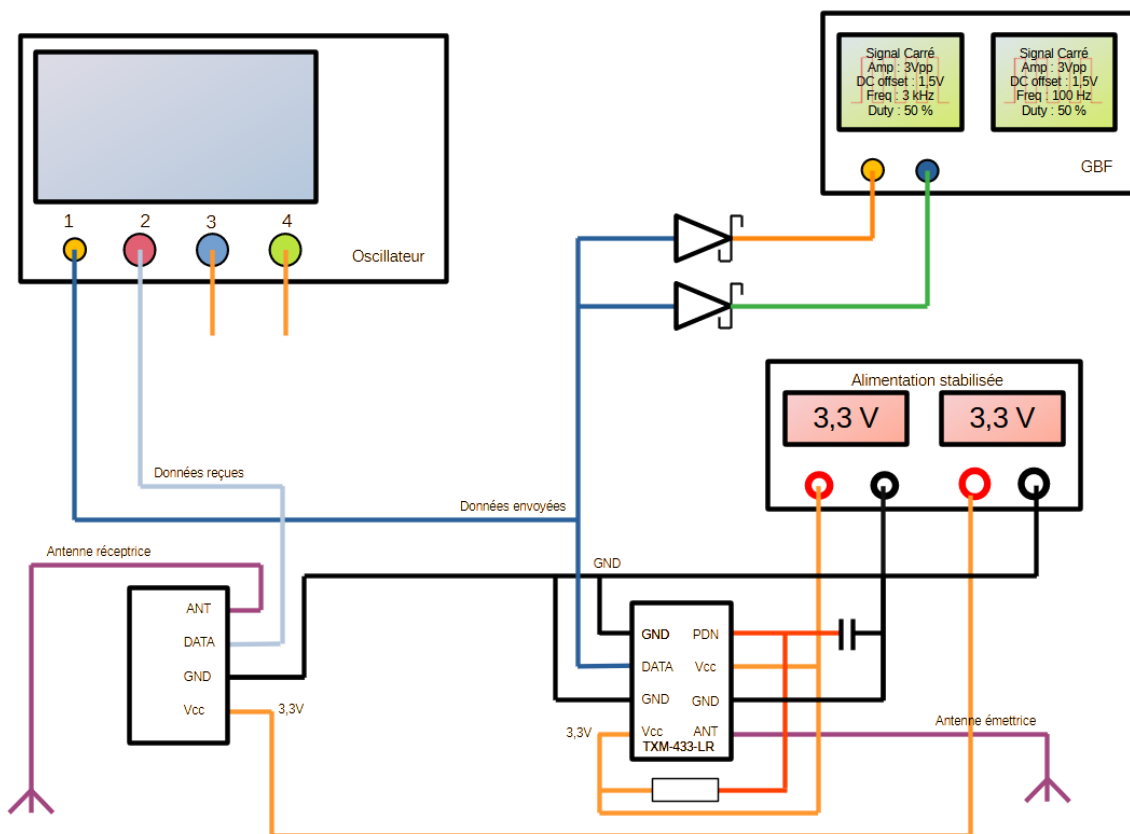 Signal Carré
Amp : 3Vpp
DC offset : 1,5V
Freq : 3 kHz
Duty : 50 %
Signal Carré
Amp : 3Vpp
DC offset : 1,5V
Freq : 100 Hz
Duty : 50 %
GBF
1
2
3
4
Oscillateur
Alimentation stabilisée
3,3 V
3,3 V
Données reçues
Données envoyées
Antenne réceptrice
GND
ANT
DATA
GND
Vcc
3,3V
GND
PDN
DATA
Vcc
GND
GND
3,3V
Vcc
ANT
TXM-433-LR
Antenne émettrice